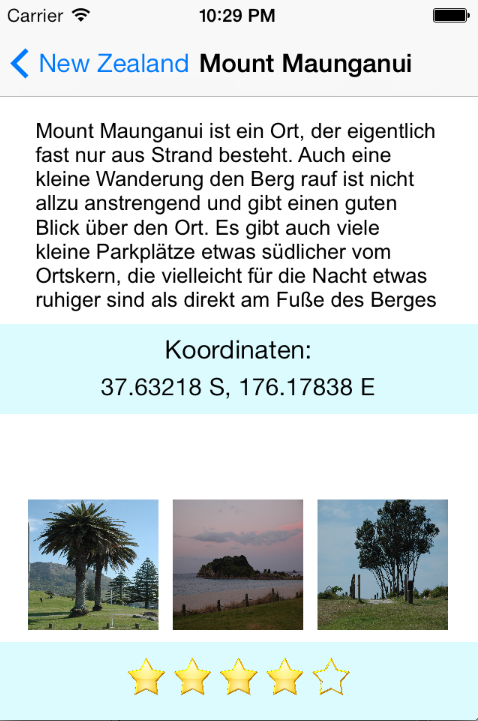 Carrier 10:29 PM
New Zealand Mount Maunganui
Mount Maunganui ist ein Ort, der eigentlich
fast nur aus Strand besteht. Auch eine
kleine Wanderung den Berg rauf ist nicht
allzu anstrengend und gibt einen guten
Blick über den Ort. Es gibt auch viele
kleine Parkplätze etwas südlicher vom
Ortskern, die vielleicht für die Nacht etwas
ruhiger sind als direkt am Fuße des Berges
Koordinaten:
37.63218 S, 176.17838 E